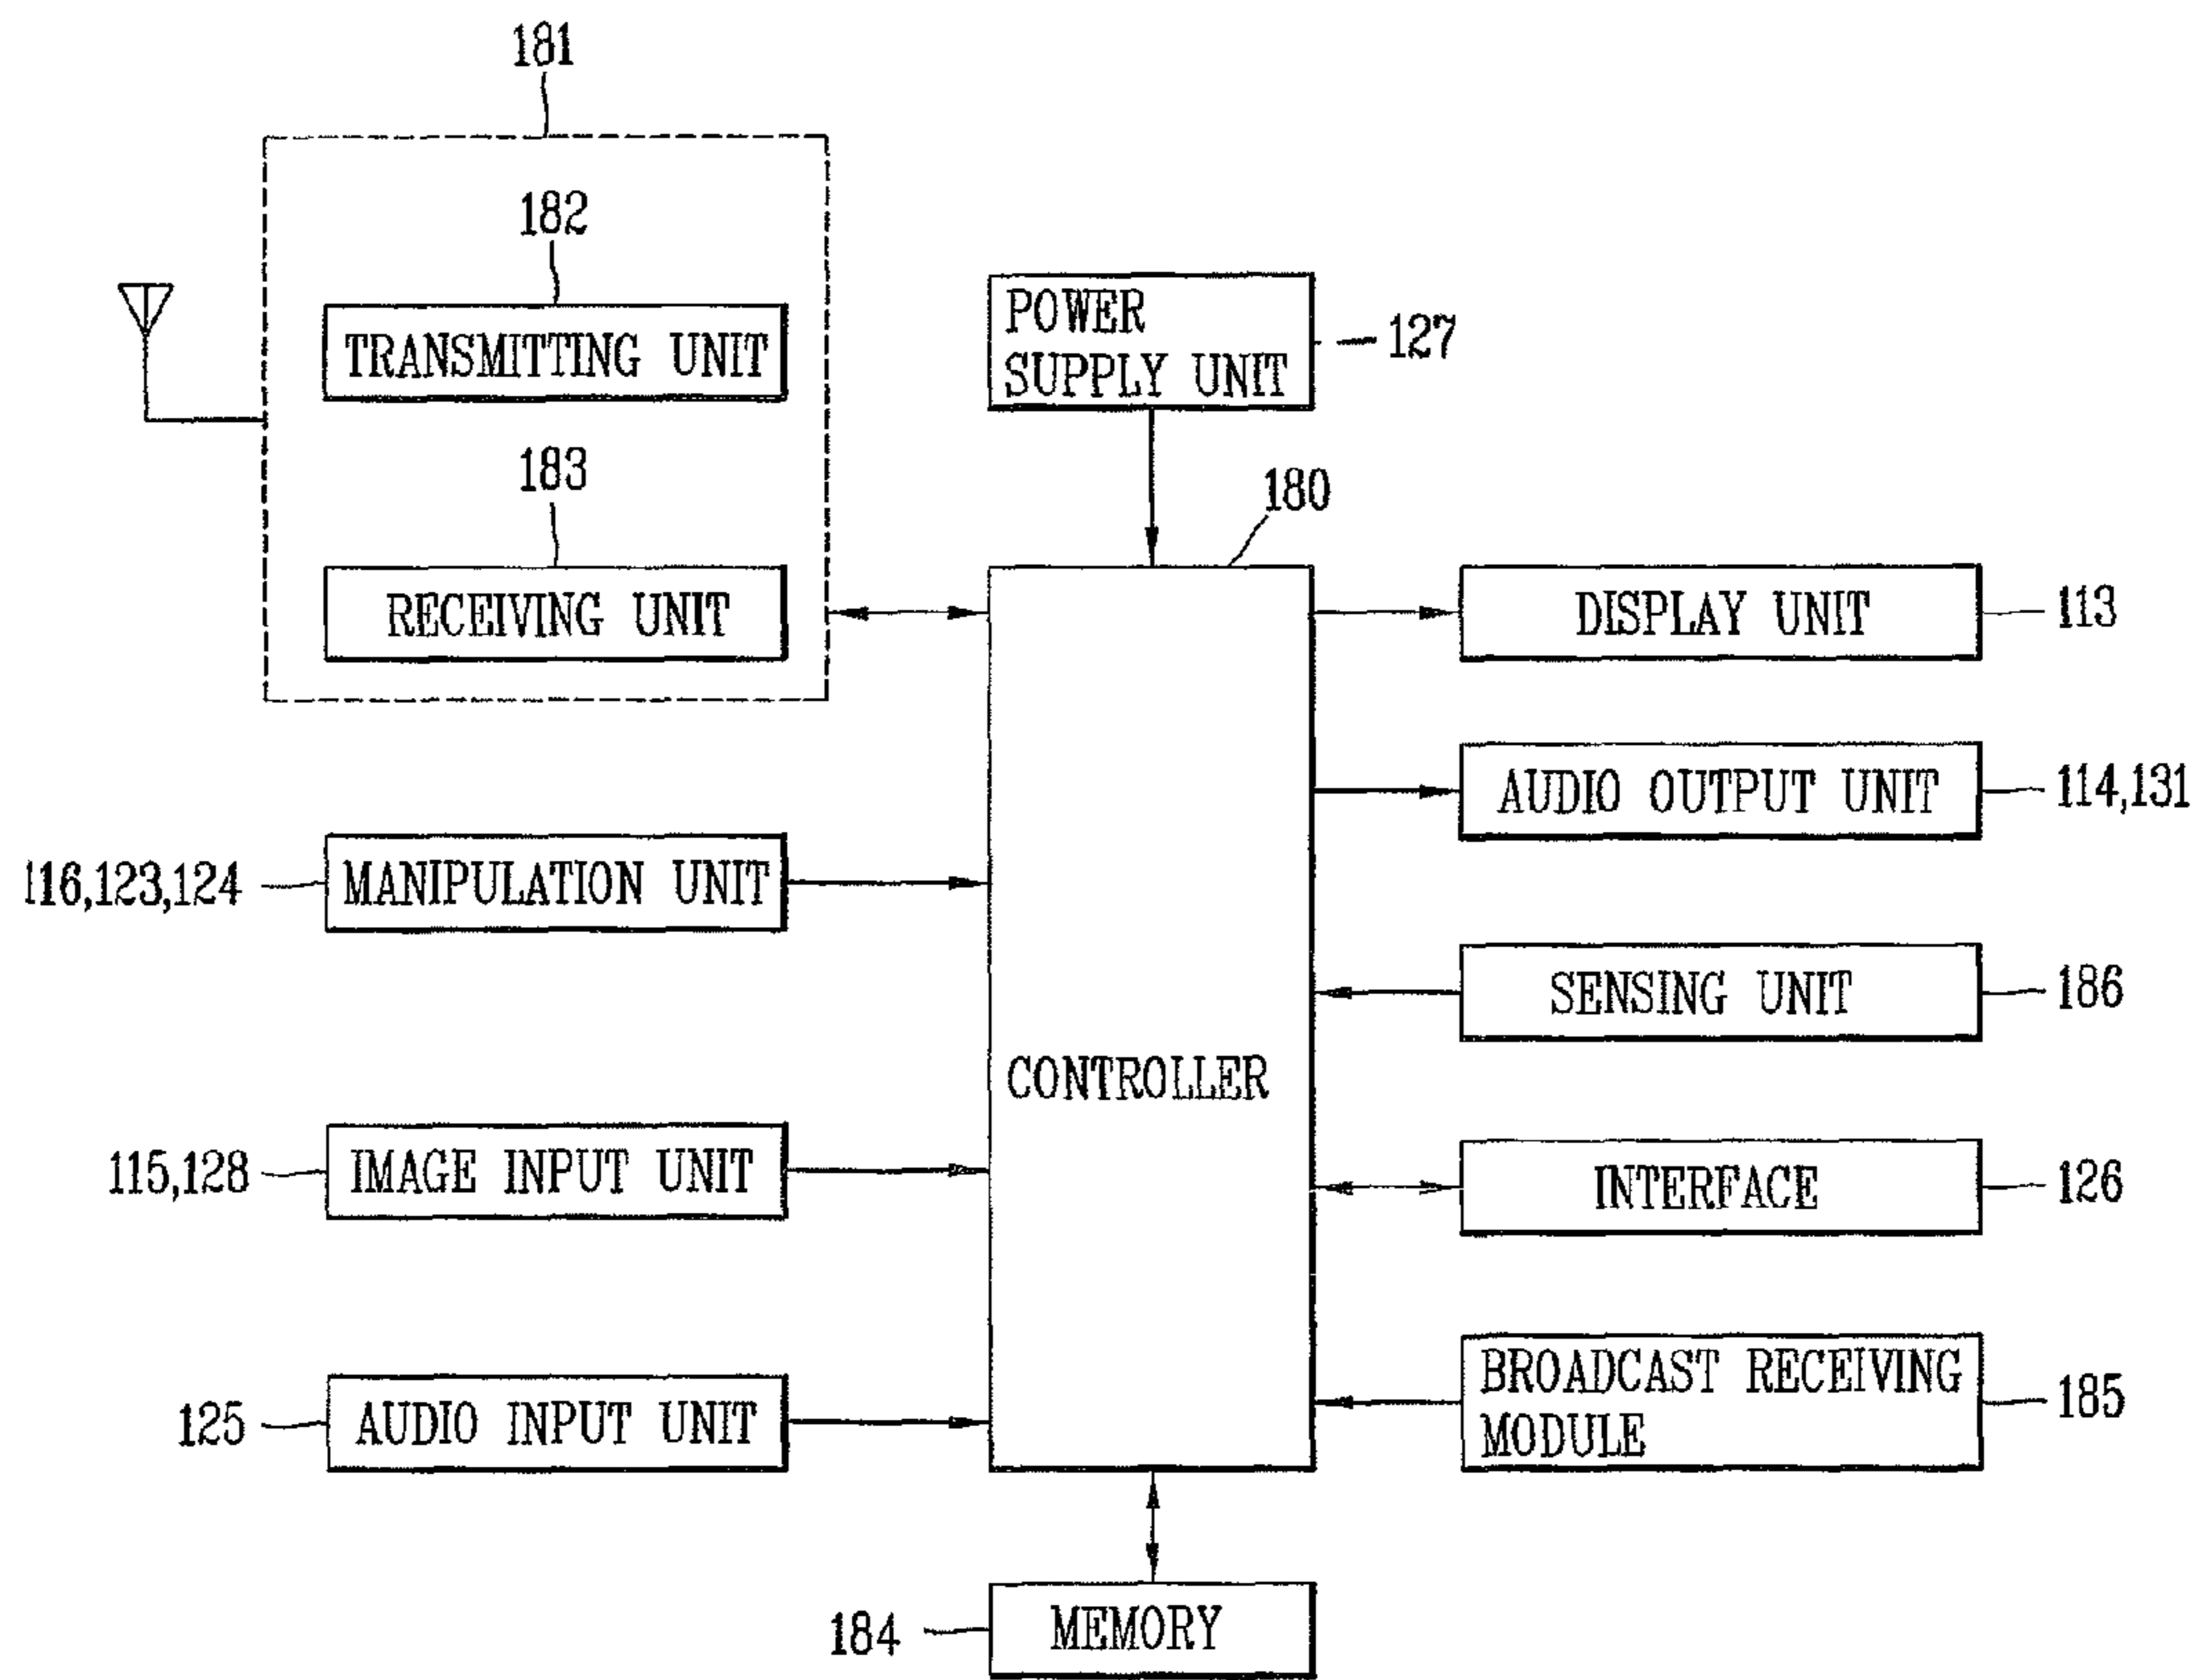 181
182
TRANSMITTING UNIT
183
RECEIVING UNIT
POWER
SUPPLY UNIT
127
180
CONTROLLER
DISPLAY UNIT
113
AUDIO OUTPUT UNIT
114,131
116,123,124
MANIPULATION UNIT
SENSING UNIT
186
115,128
IMAGE INPUT UNIT
INTERFACE
126
125
AUDIO INPUT UNIT
BROADCAST RECEIVING
MODULE
185
184
MEMORY